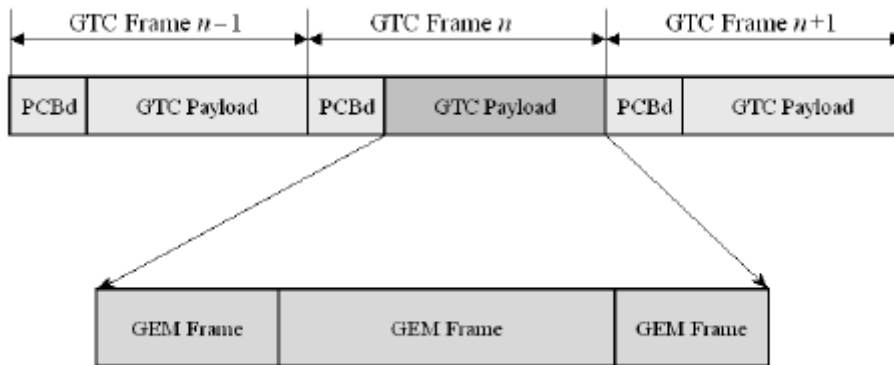 GTC Frame n–1 GTC Frame n GTC Frame n+1
PCBd GTC Payload PCBd GTC Payload PCBd GTC Payload
GEM Frame GEM Frame GEM Frame